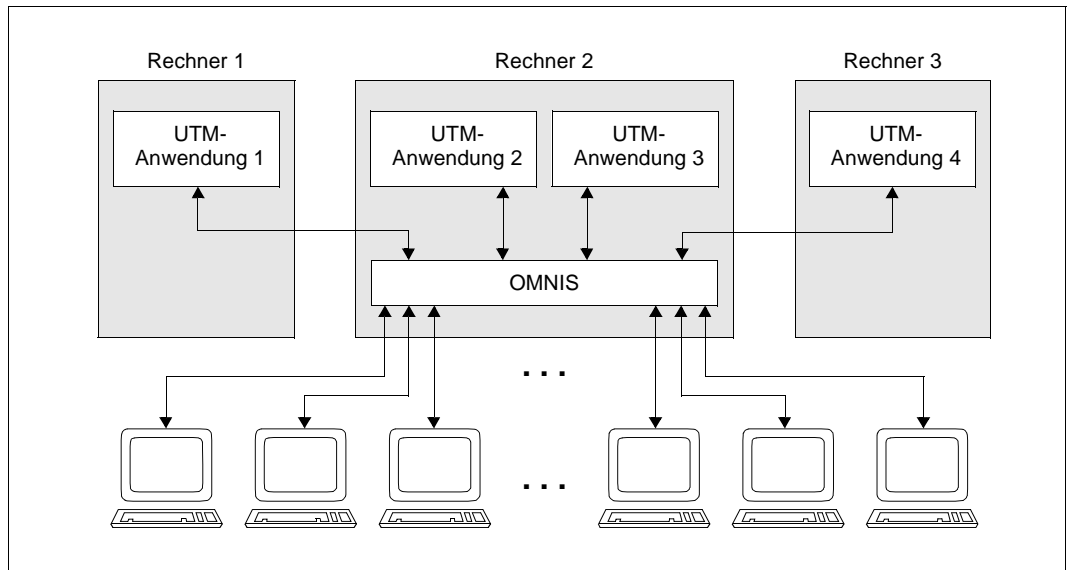 Rechner 1
Rechner 2
Rechner 3
UTM-
Anwendung 1
UTM-
Anwendung 2
UTM-
Anwendung 3
UTM-
Anwendung 4
OMNIS
. . .
. . .